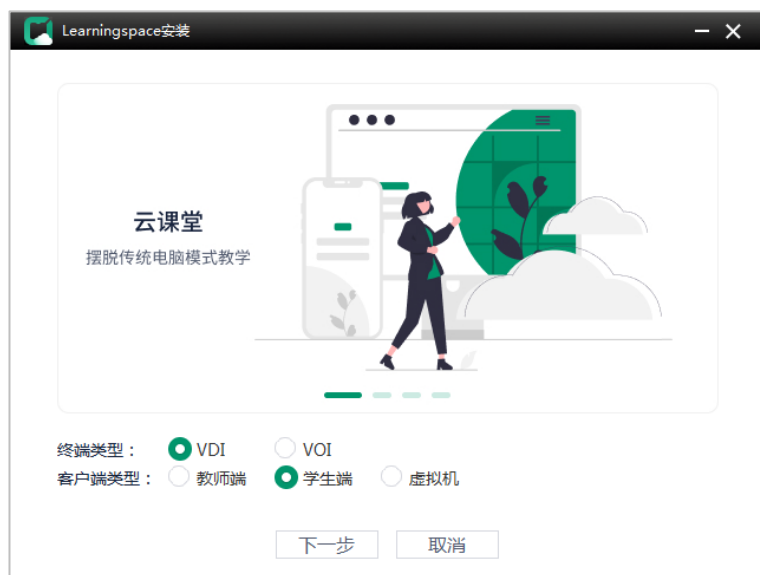 Learningspace安装
云课堂
摆脱传统电脑模式教学
终端类型： VDI VOI
客户端类型： 教师端 学生端 虚拟机
下一步 取消